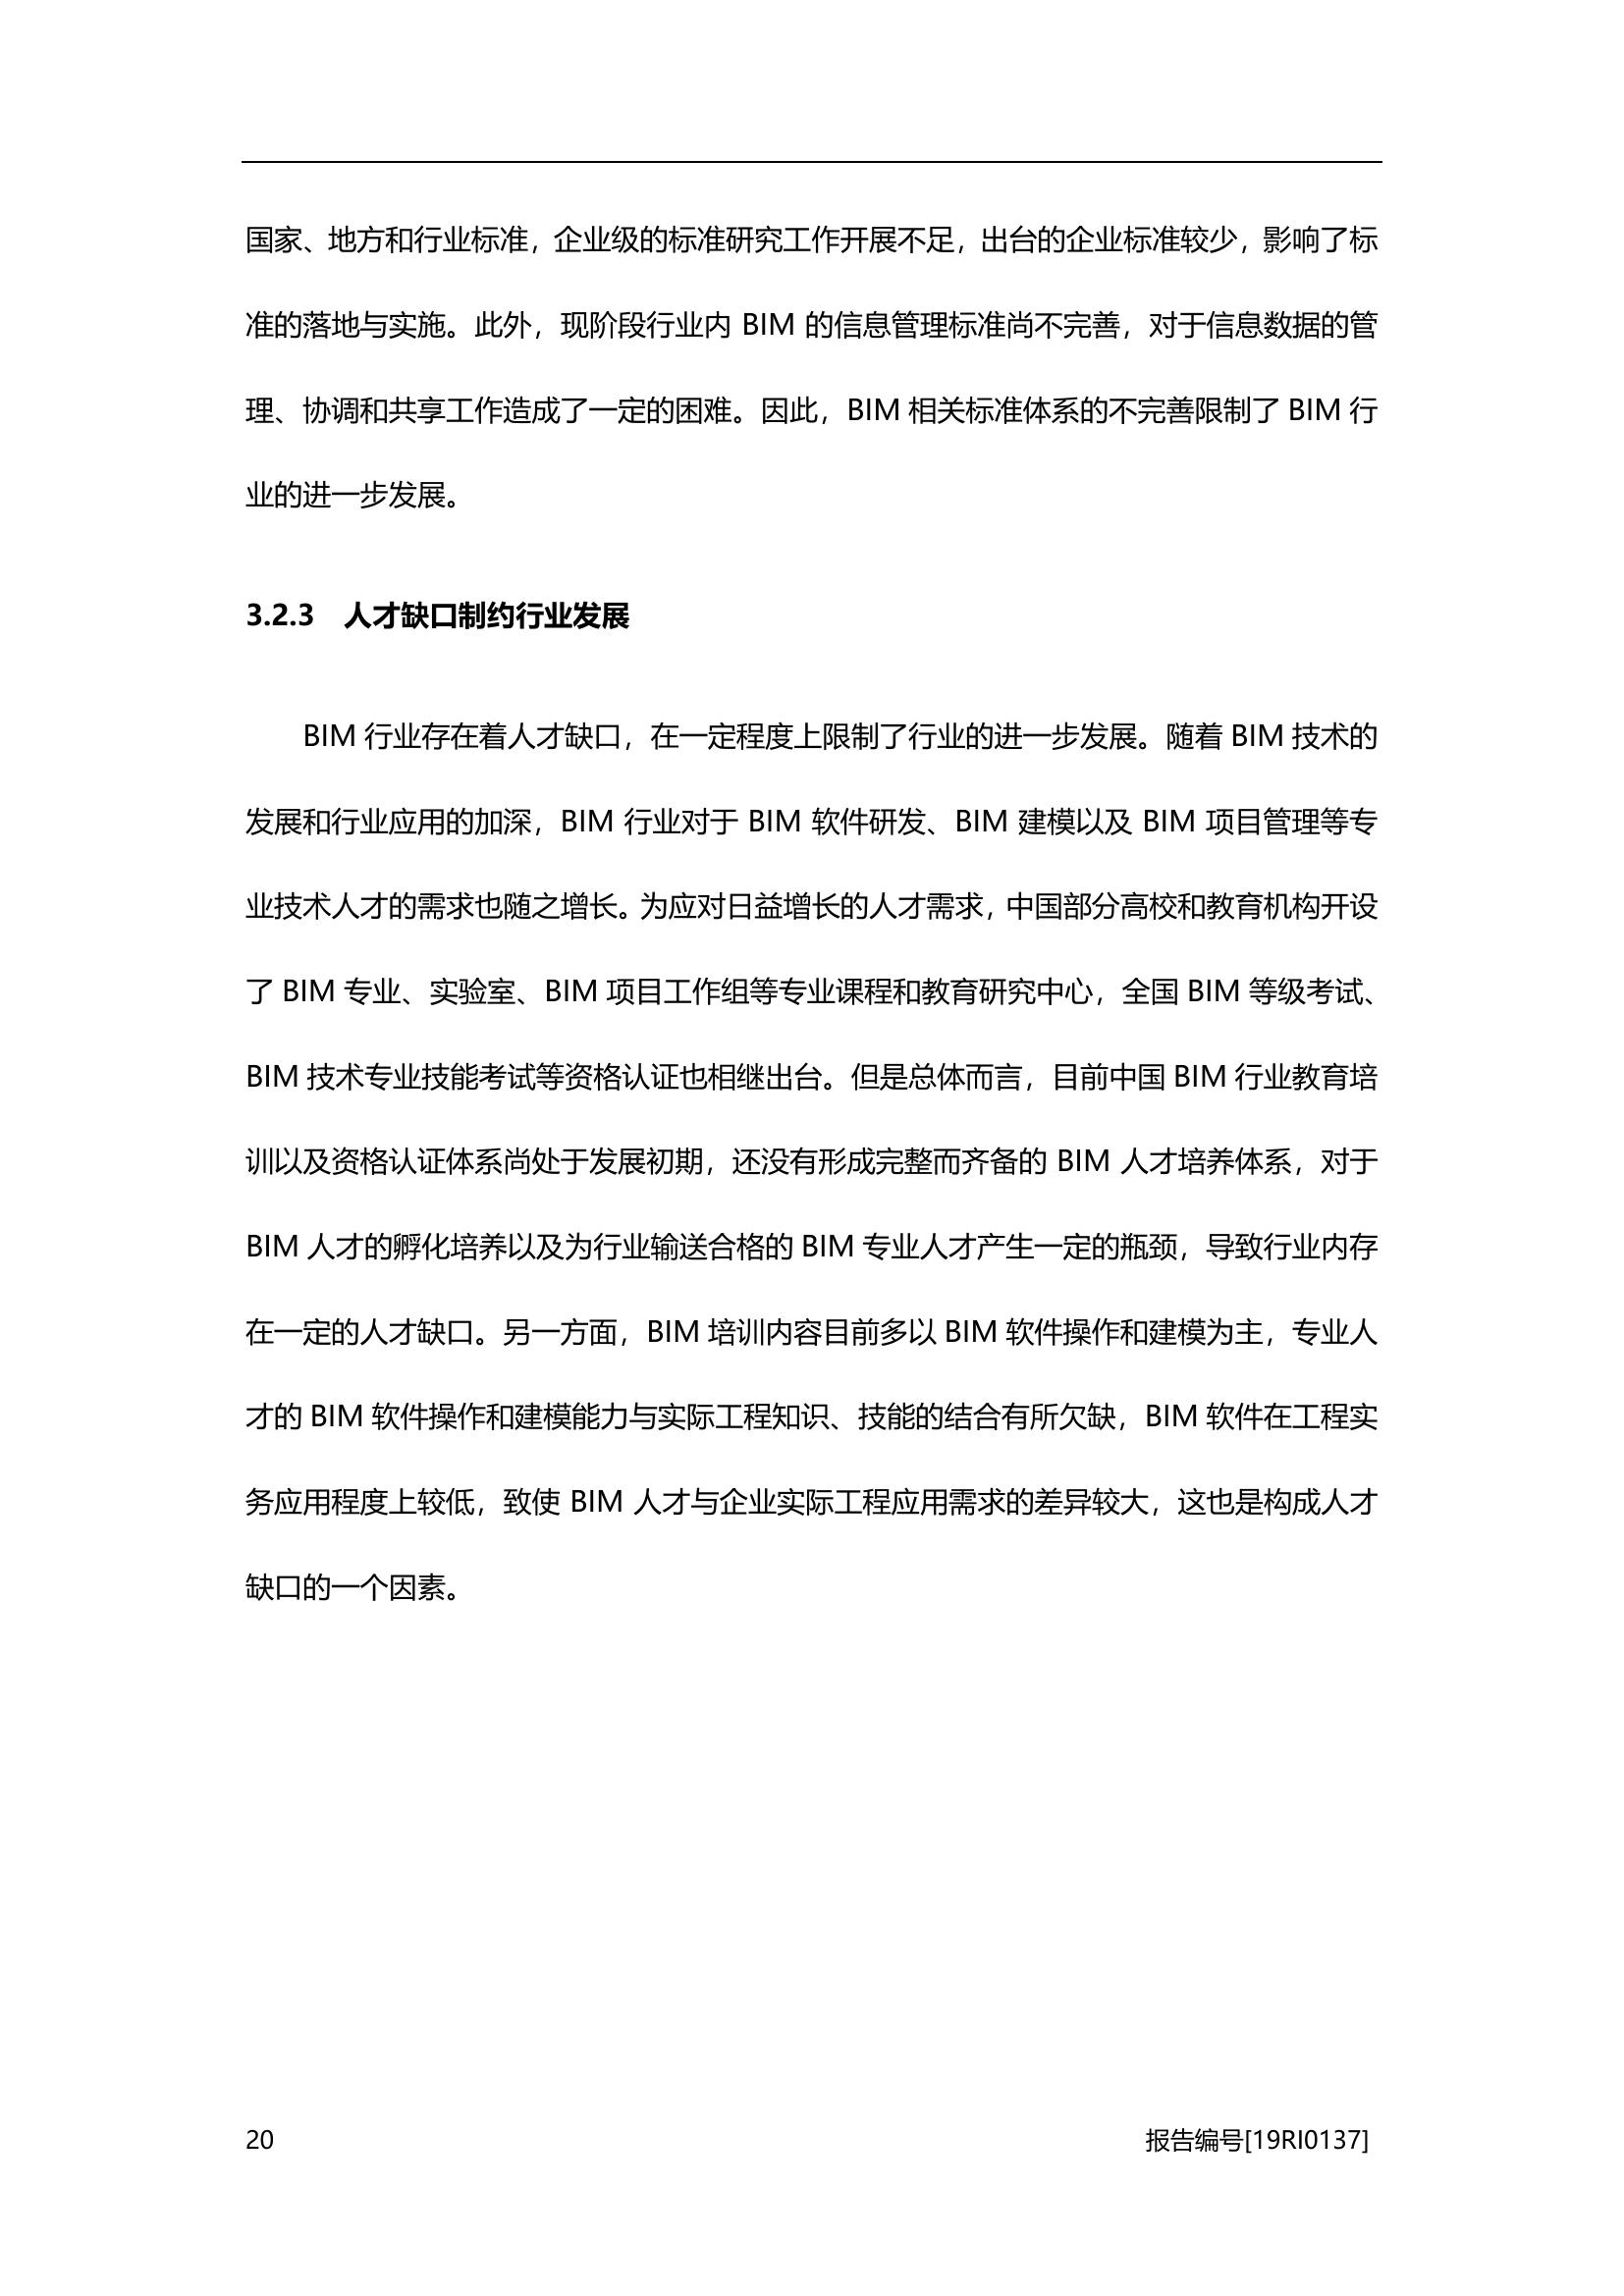 国家、地方和行业标准，企业级的标准研究工作开展不足，出台的企业标准较少，影响了标
准的落地与实施。此外，现阶段行业内 BIM 的信息管理标准尚不完善，对于信息数据的管
理、协调和共享工作造成了一定的困难。因此，BIM 相关标准体系的不完善限制了 BIM 行
业的进一步发展。
3.2.3 人才缺口制约行业发展
BIM 行业存在着人才缺口，在一定程度上限制了行业的进一步发展。随着 BIM 技术的
发展和行业应用的加深，BIM 行业对于 BIM 软件研发、BIM 建模以及 BIM 项目管理等专
业技术人才的需求也随之增长。为应对日益增长的人才需求，中国部分高校和教育机构开设
了 BIM 专业、实验室、BIM 项目工作组等专业课程和教育研究中心，全国 BIM 等级考试、
BIM 技术专业技能考试等资格认证也相继出台。但是总体而言，目前中国 BIM 行业教育培
训以及资格认证体系尚处于发展初期，还没有形成完整而齐备的 BIM 人才培养体系，对于
BIM 人才的孵化培养以及为行业输送合格的 BIM 专业人才产生一定的瓶颈，导致行业内存
在一定的人才缺口。另一方面，BIM 培训内容目前多以 BIM 软件操作和建模为主，专业人
才的 BIM 软件操作和建模能力与实际工程知识、技能的结合有所欠缺，BIM 软件在工程实
务应用程度上较低，致使 BIM 人才与企业实际工程应用需求的差异较大，这也是构成人才
缺口的一个因素。
20 报告编号[19RI0137]